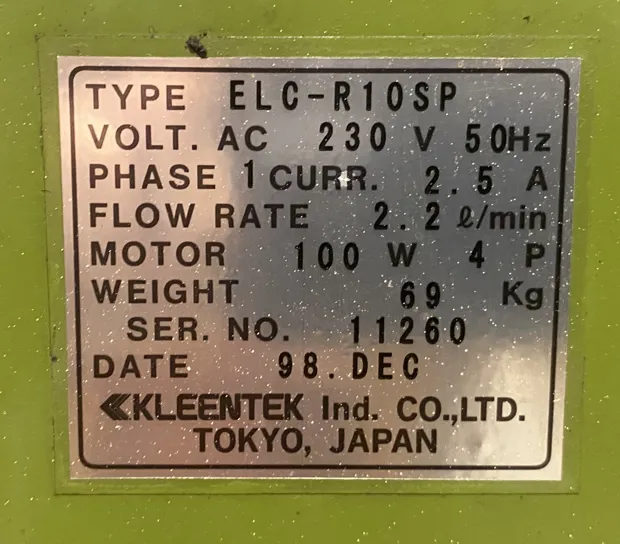 TYPE ELC-R10SP
VOLT. AC 230 V 50Hz
PHASE 1 CURR. 2.5 A
FLOW RATE 2.2 ℓ/min
MOTOR 100 W 4 P
WEIGHT 69 Kg
SER. NO. 11260
DATE 98.DEC
KLEENTEK Ind. CO.,LTD.
TOKYO, JAPAN